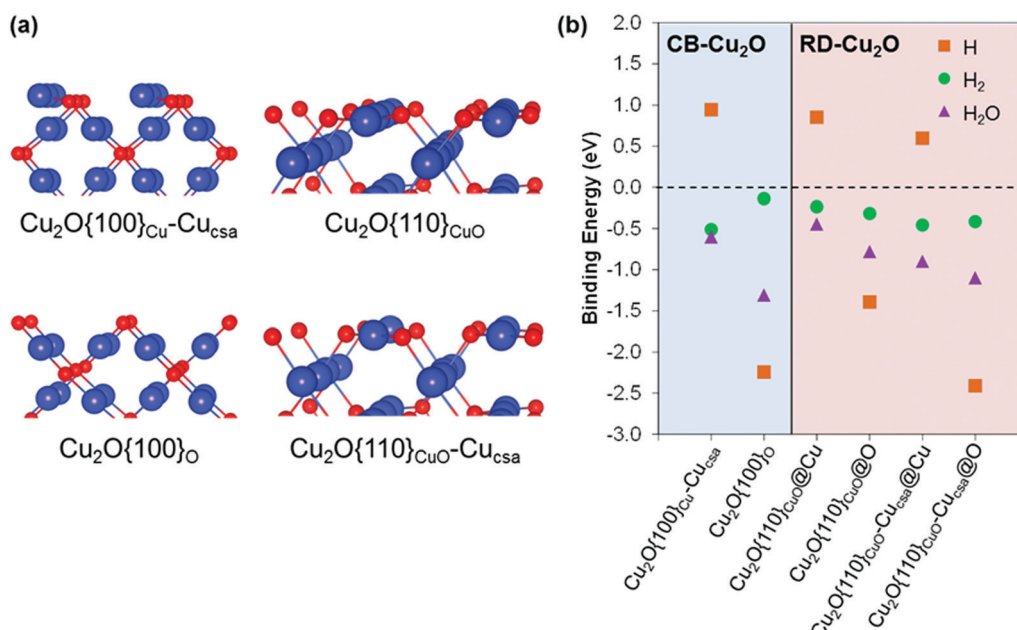 (a)
Cu₂O{100}Cu-Cucsa
Cu₂O{110}CuO
Cu₂O{100}O
Cu₂O{110}CuO-Cucsa
(b)
CB-Cu₂O
RD-Cu₂O
H
H₂
H₂O
Binding Energy (eV)
2.0
1.5
1.0
0.5
0.0
-0.5
-1.0
-1.5
-2.0
-2.5
-3.0
Cu₂O{100}Cu-Cucsa
Cu₂O{100}O
Cu₂O{110}CuO@Cu
Cu₂O{110}CuO@O
Cu₂O{110}CuO-Cucsa@Cu
Cu₂O{110}CuO-Cucsa@O